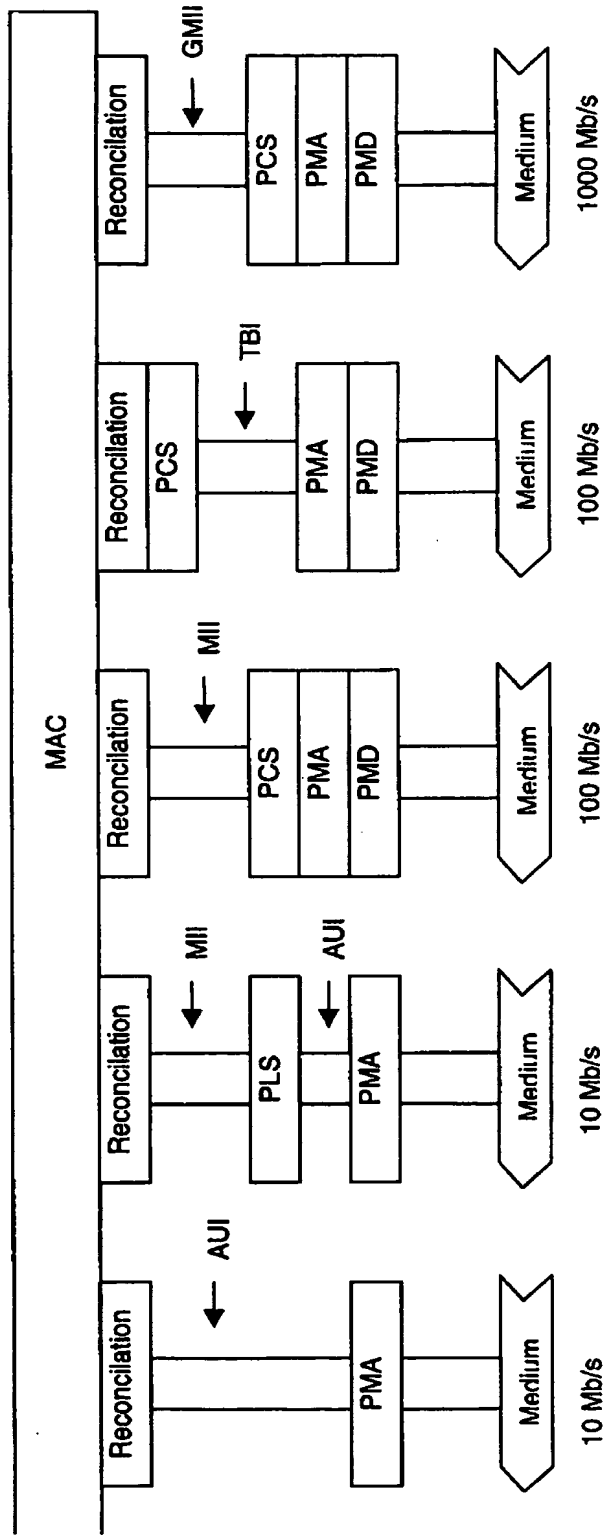 MAC
Reconcilation
Reconcilation
Reconcilation
Reconcilation
Reconcilation
AUI
MII
MII
TBI
GMII
PMA
PLS
AUI
PMA
PCS
PMA
PMD
PCS
PMA
PMD
PCS
PMA
PMD
Medium
Medium
Medium
Medium
Medium
10 Mb/s
10 Mb/s
100 Mb/s
100 Mb/s
1000 Mb/s